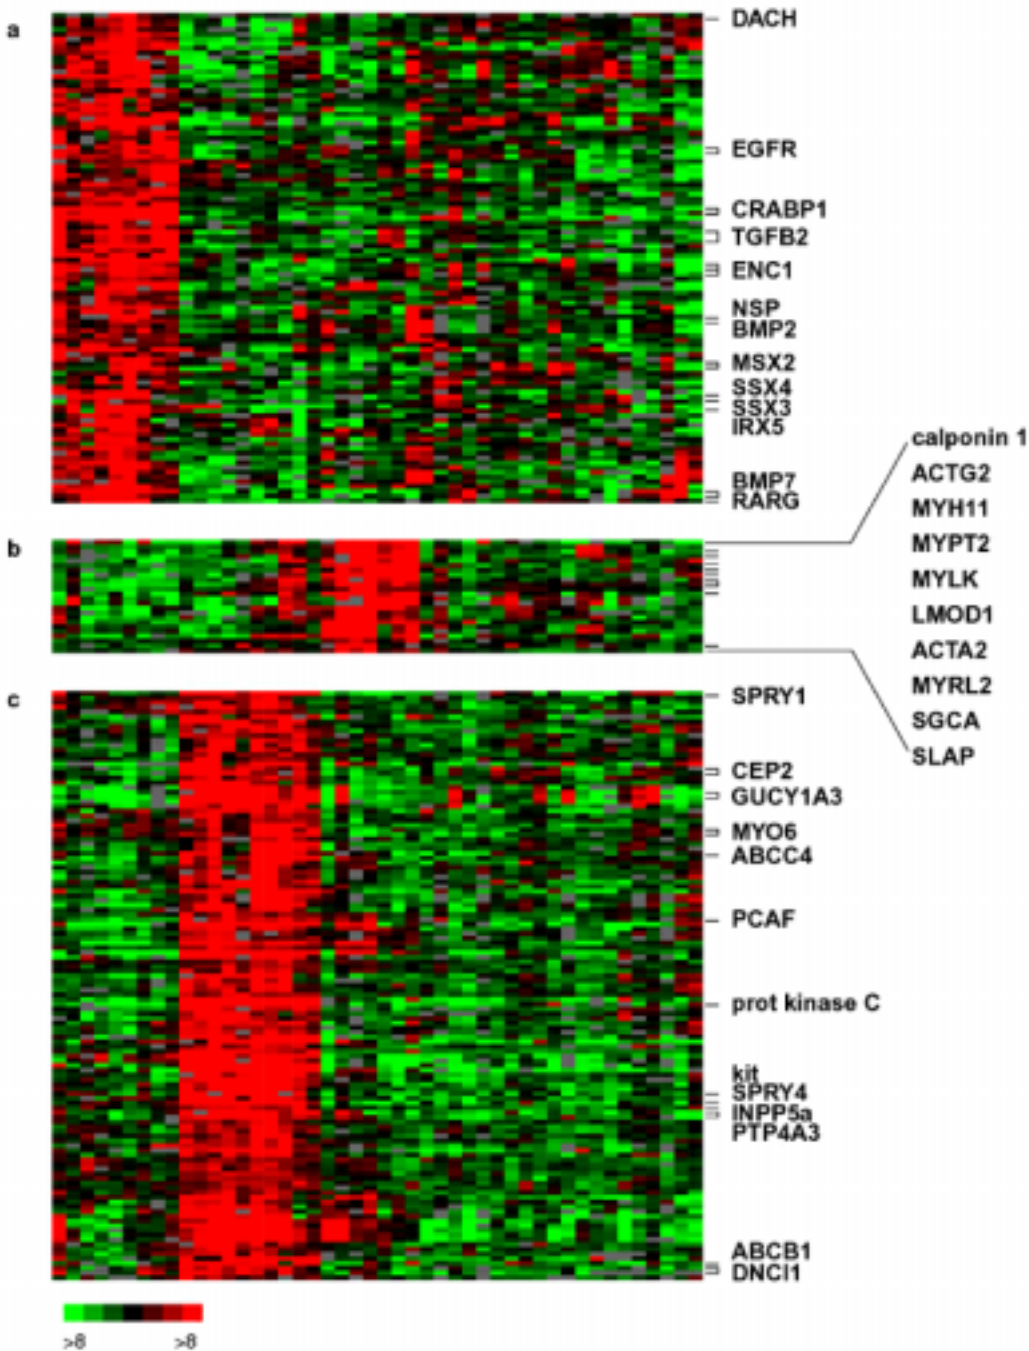 a
DACH
EGFR
CRABP1
TGFB2
ENC1
NSP
BMP2
MSX2
SSX4
SSX3
IRX5
BMP7
RARG
b
calponin 1
ACTG2
MYH11
MYPT2
MYLK
LMOD1
ACTA2
MYRL2
SGCA
SLAP
c
SPRY1
CEP2
GUCY1A3
MYO6
ABCC4
PCAF
prot kinase C
kit
SPRY4
INPP5a
PTP4A3
ABCB1
DNCI1
>8 >8